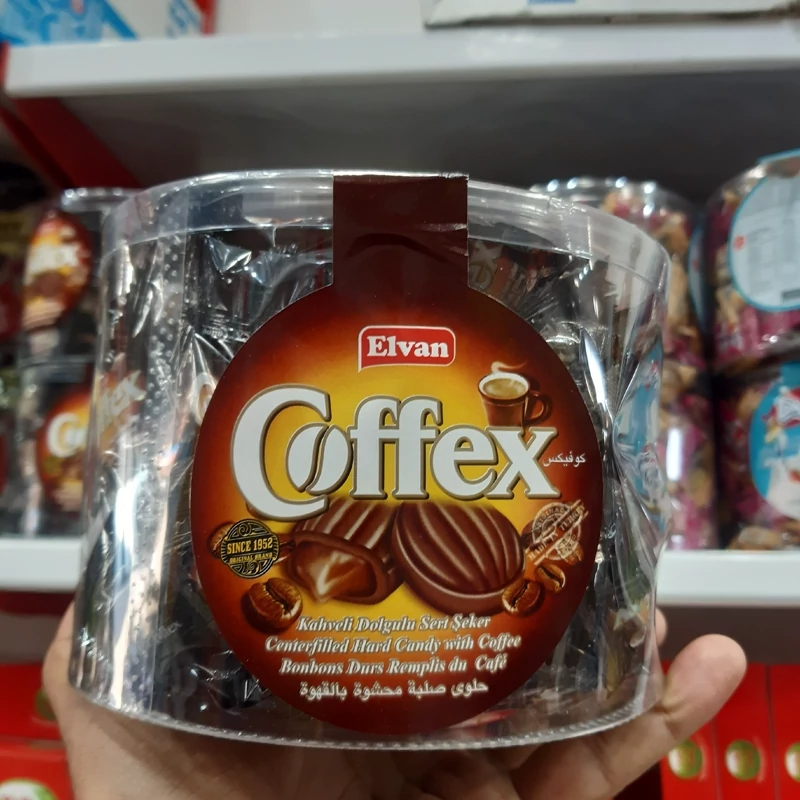 Elvan
Coffex
كوفيكس
SINCE 1952
ORIGINAL BRAND
Kahveli Dolgulu Sert Şeker
Centerfilled Hard Candy with Coffee
Bonbons Durs Remplis du Café
حلوى صلبة محشوة بالقهوة